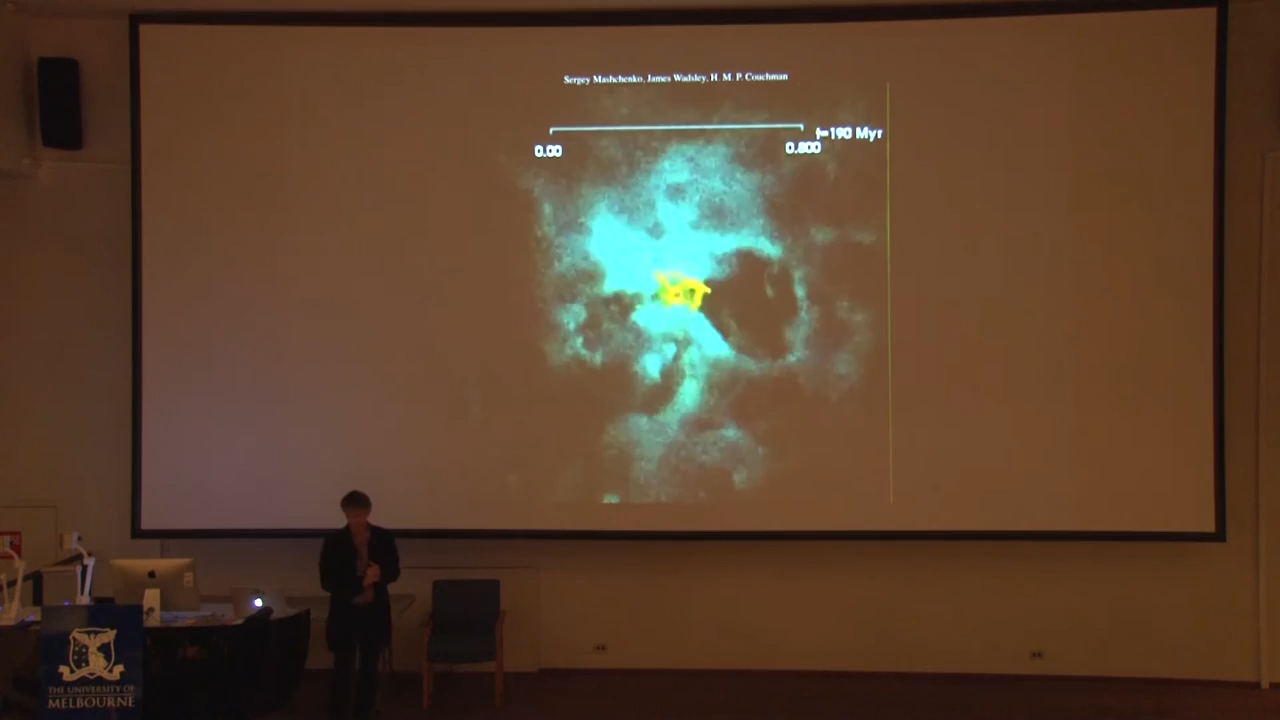 Sergey Mashchenko, James Wadsley, H. M. P. Couchman
t=190 Myr
0.00 0.800
THE UNIVERSITY OF
MELBOURNE